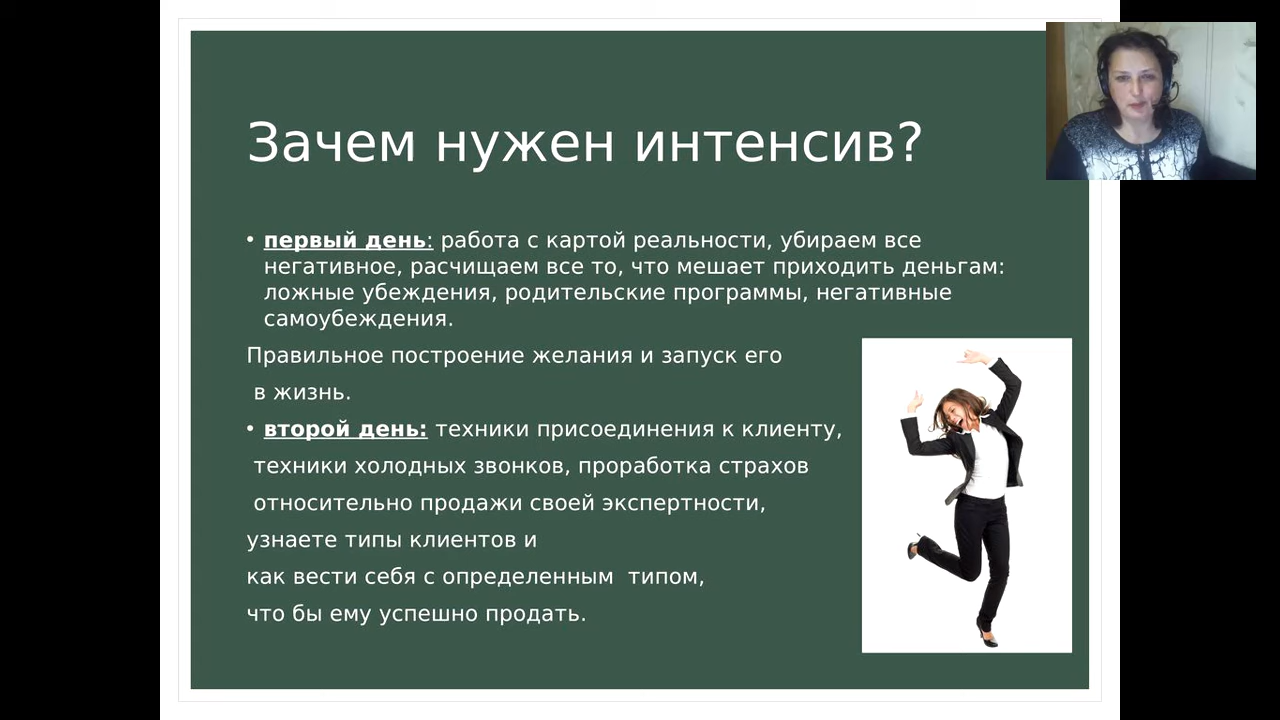 Зачем нужен интенсив?
• первый день: работа с картой реальности, убираем все
негативное, расчищаем все то, что мешает приходить деньгам:
ложные убеждения, родительские программы, негативные
самоубеждения.
Правильное построение желания и запуск его
в жизнь.
• второй день: техники присоединения к клиенту,
техники холодных звонков, проработка страхов
относительно продажи своей экспертности,
узнаете типы клиентов и
как вести себя с определенным  типом,
что бы ему успешно продать.